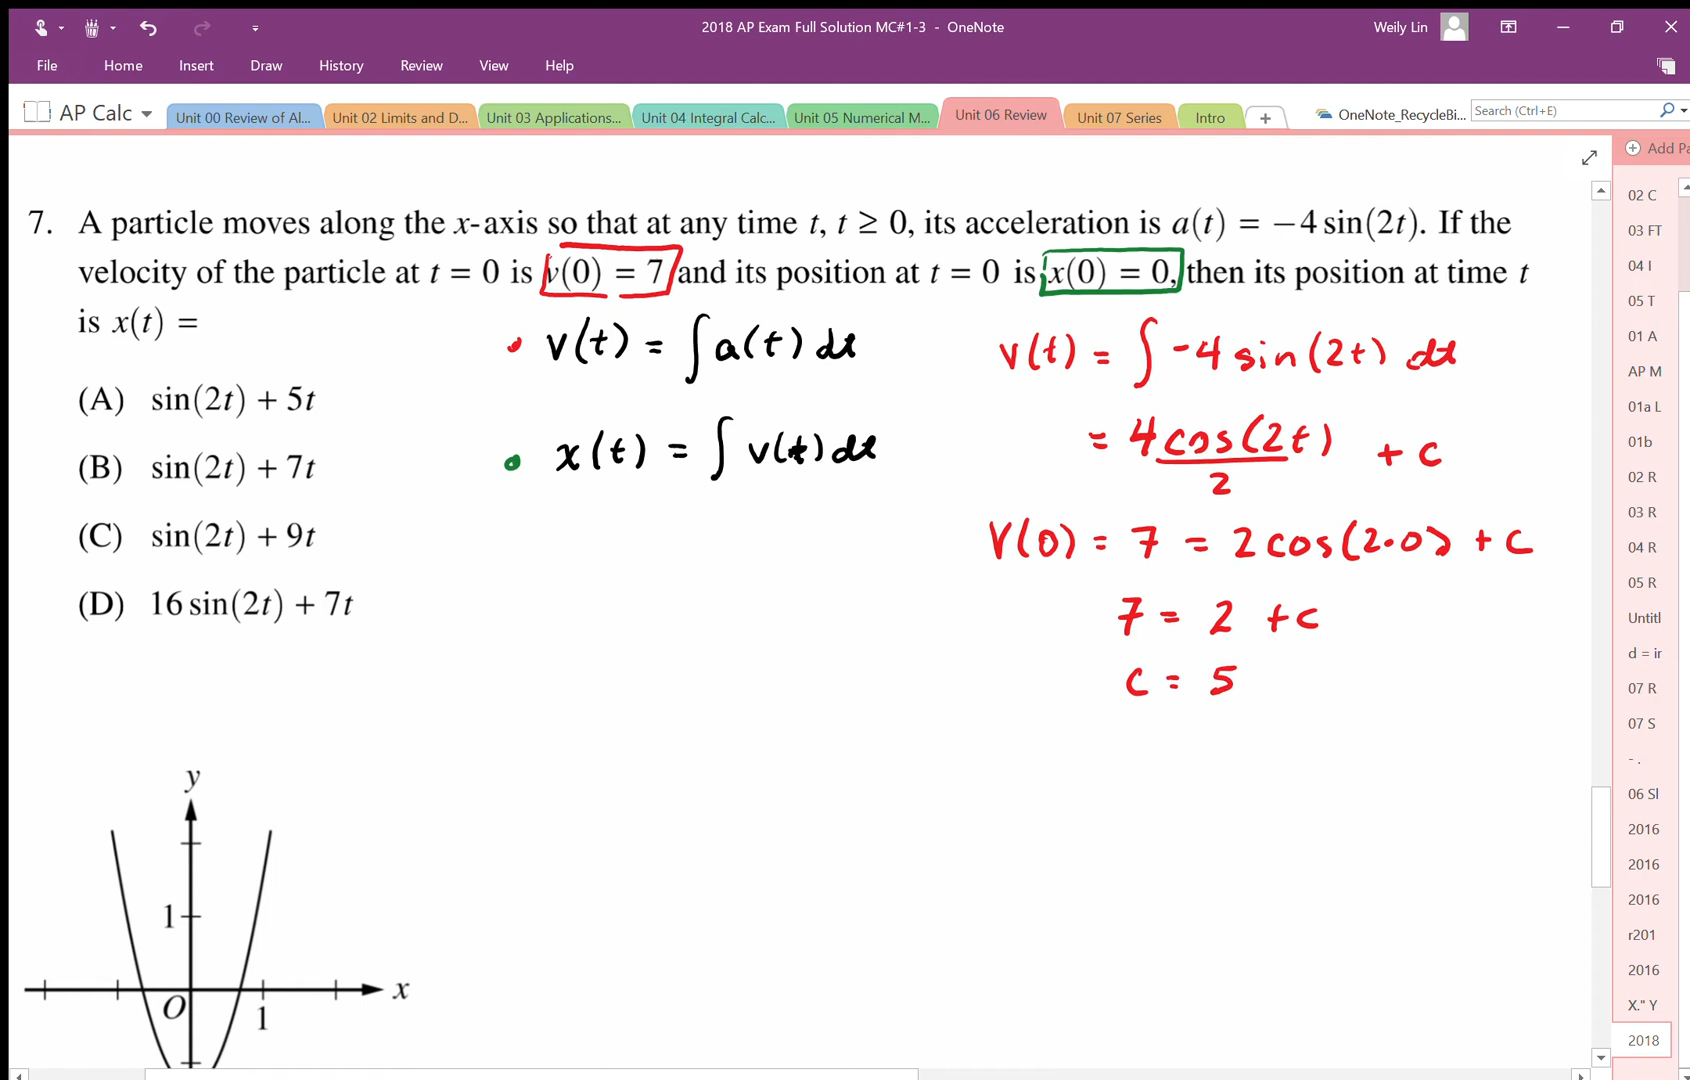 2018 AP Exam Full Solution MC#1-3 - OneNote
Weily Lin
File Home Insert Draw History Review View Help
AP Calc
Unit 00 Review of Al...
Unit 02 Limits and D...
Unit 03 Applications...
Unit 04 Integral Calc...
Unit 05 Numerical M...
Unit 06 Review
Unit 07 Series
Intro
+
OneNote_RecycleBi...
Search (Ctrl+E)
Add Pa
7. A particle moves along the x-axis so that at any time t, t ≥ 0, its acceleration is a(t) = −4 sin(2t). If the
velocity of the particle at t = 0 is v(0) = 7 and its position at t = 0 is x(0) = 0, then its position at time t
is x(t) =
(A) sin(2t) + 5t
(B) sin(2t) + 7t
(C) sin(2t) + 9t
(D) 16 sin(2t) + 7t
• v(t) = ∫ a(t) dt
• x(t) = ∫ v(t) dt
v(t) = ∫ -4 sin(2t) dt
= 4 cos(2t)/2 + c
v(0) = 7 = 2 cos(2•0) + c
7 = 2 + c
c = 5
y
1
O
1
x
02 C
03 FT
04 I
05 T
01 A
AP M
01a L
01b
02 R
03 R
04 R
05 R
Untitl
d = ir
07 R
07 S
- .
06 Sl
2016
2016
2016
r201
2016
X." Y
2018